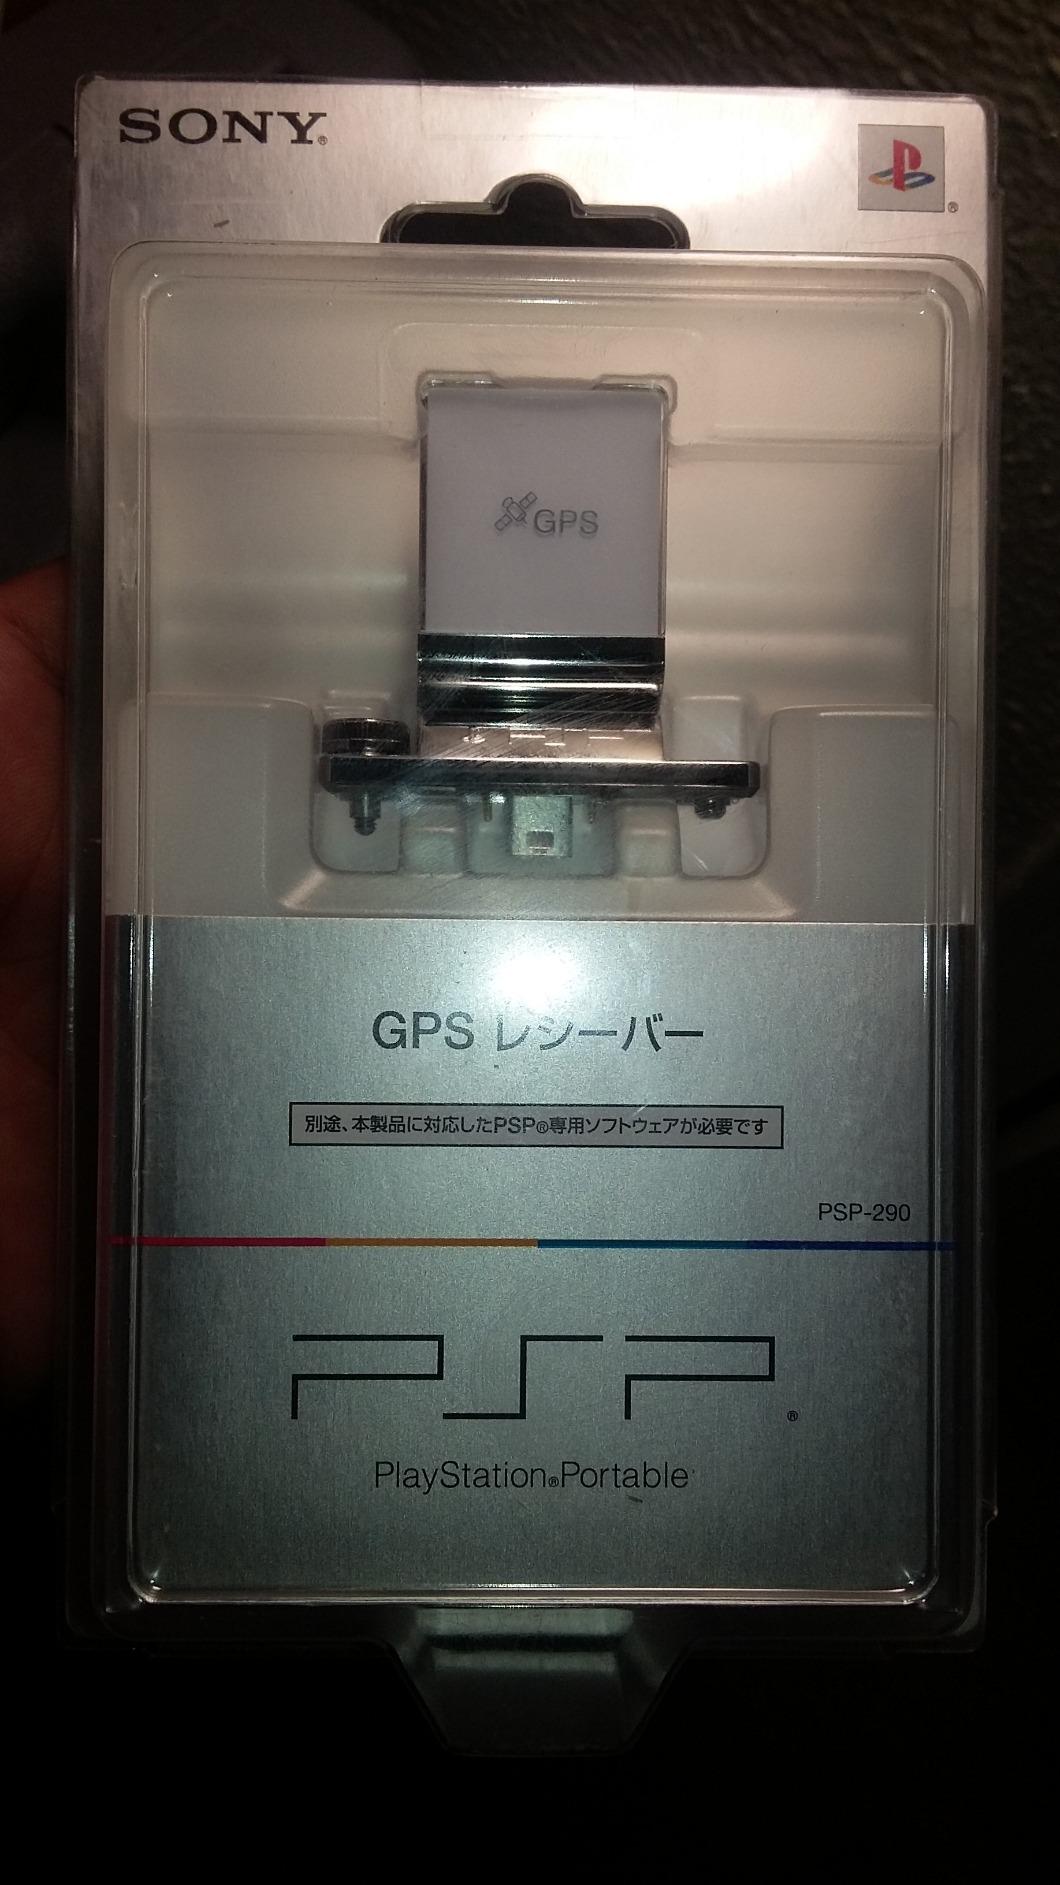 SONY®
®
GPS
GPS レシーバー
別途、本製品に対応したPSP®専用ソフトウェアが必要です
PSP-290
PSP®
PlayStation®Portable